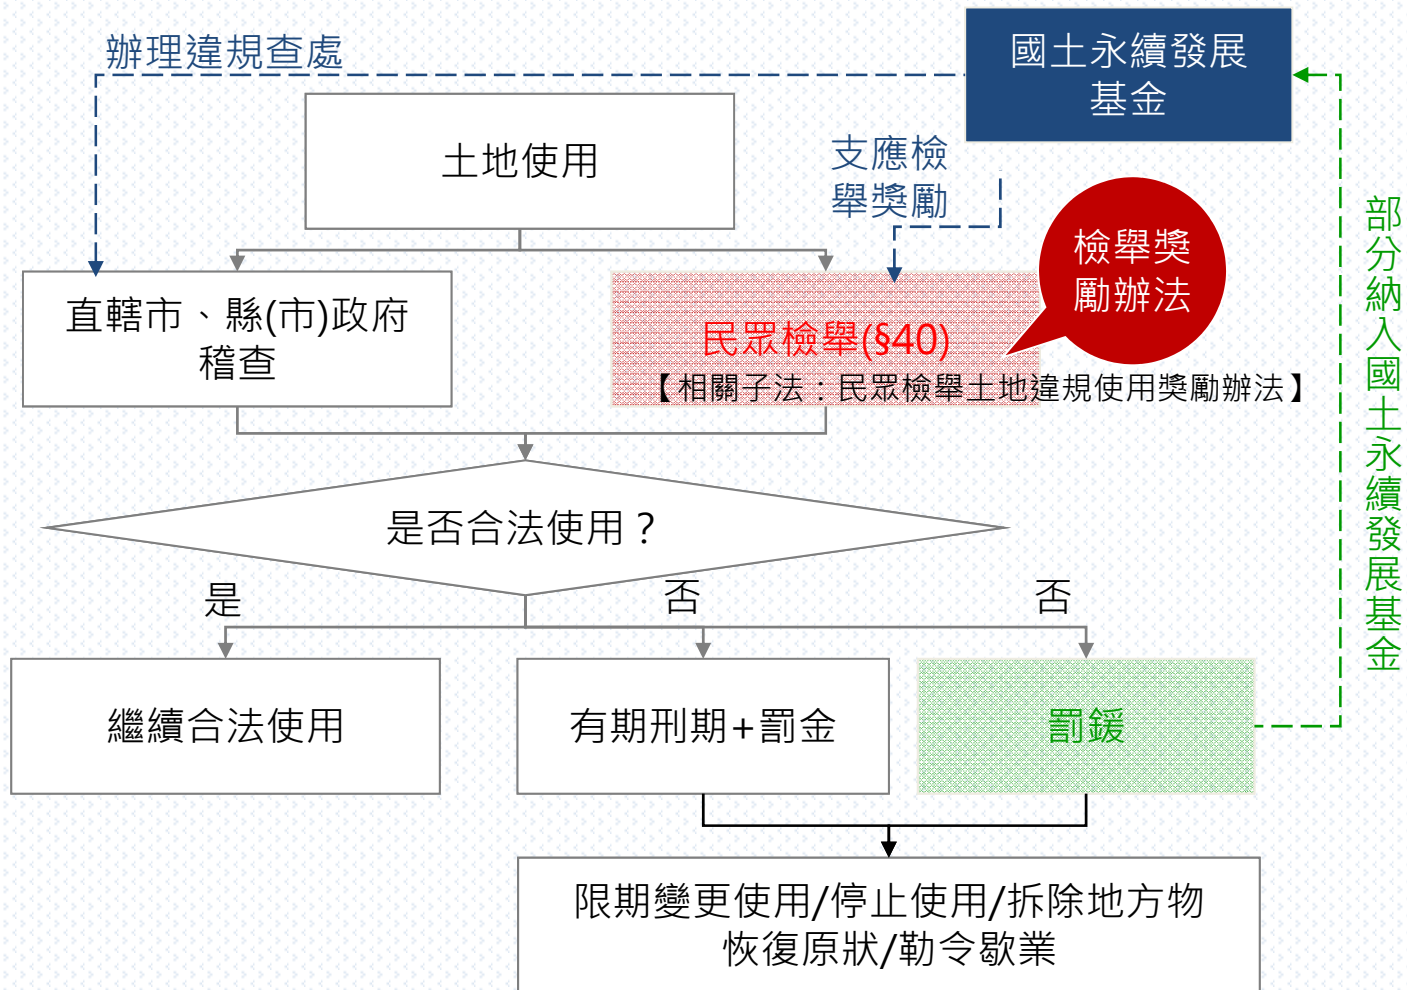 辦理違規查處
國土永續發展
基金
土地使用
支應檢
舉獎勵
檢舉獎
勵辦法
部分納入國土永續發展基金
直轄市、縣(市)政府
稽查
民眾檢舉(§40)
【相關子法：民眾檢舉土地違規使用獎勵辦法】
是否合法使用？
是
否
否
繼續合法使用
有期刑期+罰金
罰鍰
限期變更使用/停止使用/拆除地方物
恢復原狀/勒令歇業